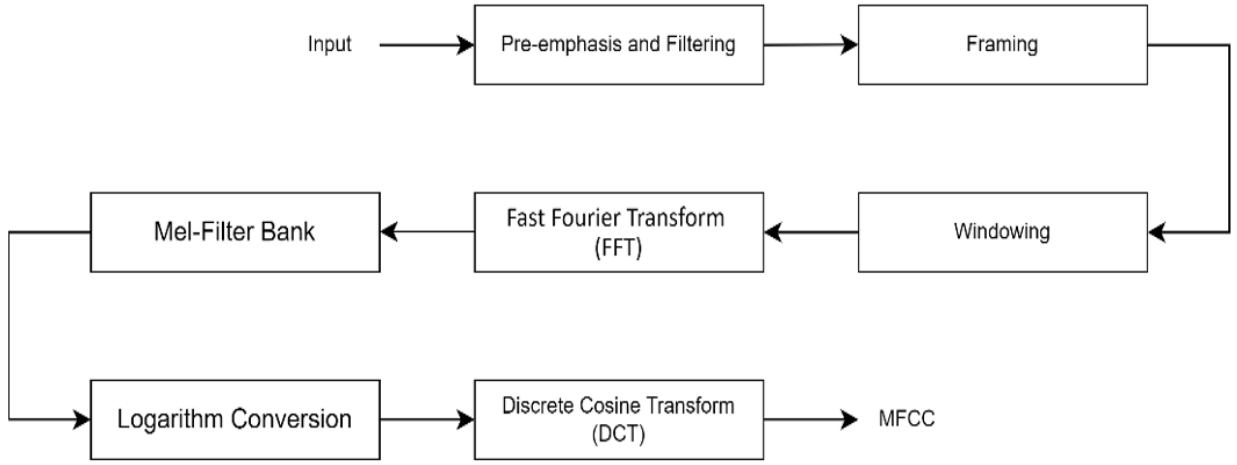 Input
Pre-emphasis and Filtering
Framing
Windowing
Fast Fourier Transform
(FFT)
Mel-Filter Bank
Logarithm Conversion
Discrete Cosine Transform
(DCT)
MFCC